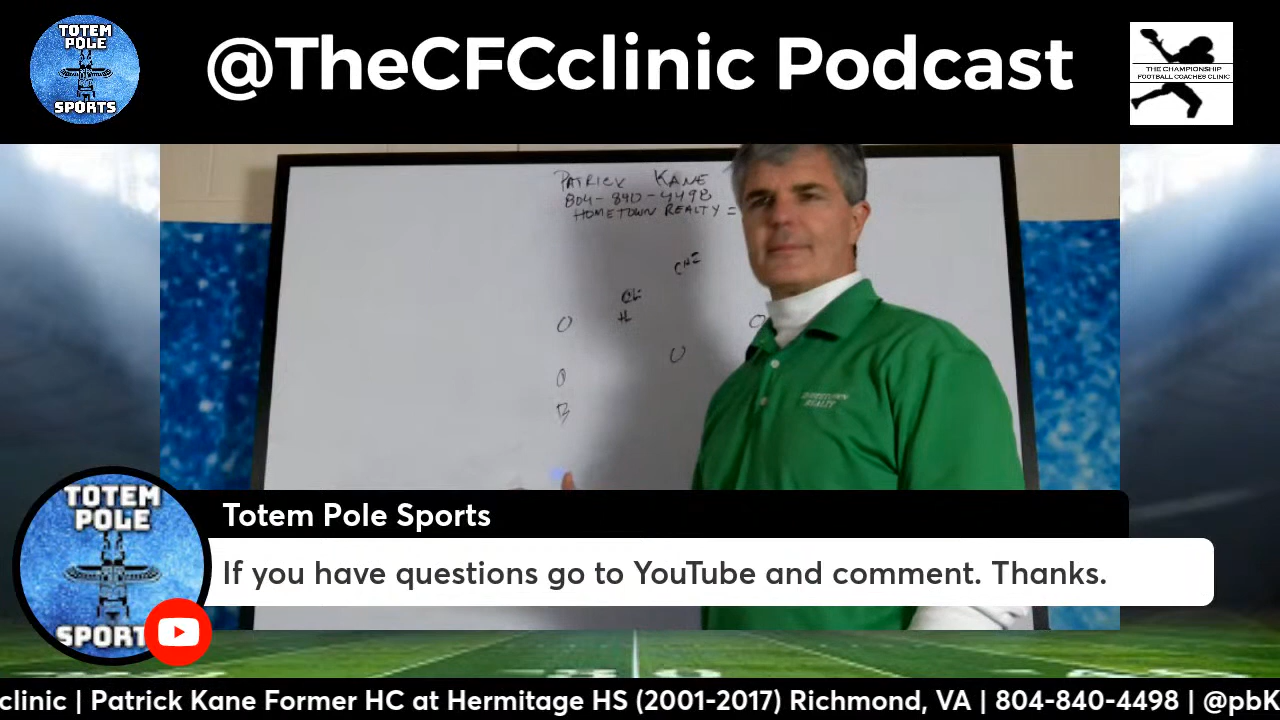 TOTEM
POLE
SPORTS
@TheCFCclinic Podcast
THE CHAMPIONSHIP
FOOTBALL COACHES CLINIC
PATRICK KANE
804-840-4498
HOMETOWN REALTY =
O
O
O
O
B
HOMETOWN
REALTY
TOTEM
POLE
SPORT
Totem Pole Sports
If you have questions go to YouTube and comment. Thanks.
clinic | Patrick Kane Former HC at Hermitage HS (2001-2017) Richmond, VA | 804-840-4498 | @pbK